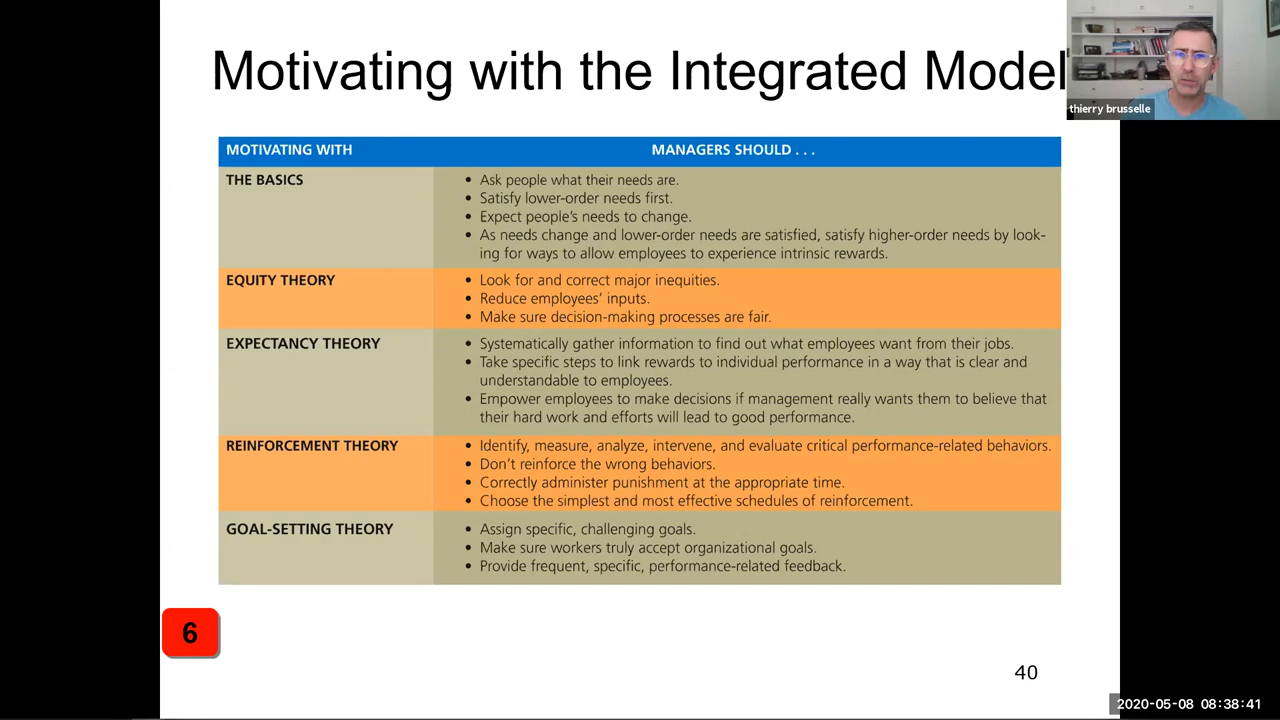 Motivating with the Integrated Model
thierry brusselle
MOTIVATING WITH
MANAGERS SHOULD . . .
THE BASICS
• Ask people what their needs are.
• Satisfy lower-order needs first.
• Expect people's needs to change.
• As needs change and lower-order needs are satisfied, satisfy higher-order needs by look-
ing for ways to allow employees to experience intrinsic rewards.
EQUITY THEORY
• Look for and correct major inequities.
• Reduce employees' inputs.
• Make sure decision-making processes are fair.
EXPECTANCY THEORY
• Systematically gather information to find out what employees want from their jobs.
• Take specific steps to link rewards to individual performance in a way that is clear and
understandable to employees.
• Empower employees to make decisions if management really wants them to believe that
their hard work and efforts will lead to good performance.
REINFORCEMENT THEORY
• Identify, measure, analyze, intervene, and evaluate critical performance-related behaviors.
• Don't reinforce the wrong behaviors.
• Correctly administer punishment at the appropriate time.
• Choose the simplest and most effective schedules of reinforcement.
GOAL-SETTING THEORY
• Assign specific, challenging goals.
• Make sure workers truly accept organizational goals.
• Provide frequent, specific, performance-related feedback.
6
40
2020-05-08 08:38:41